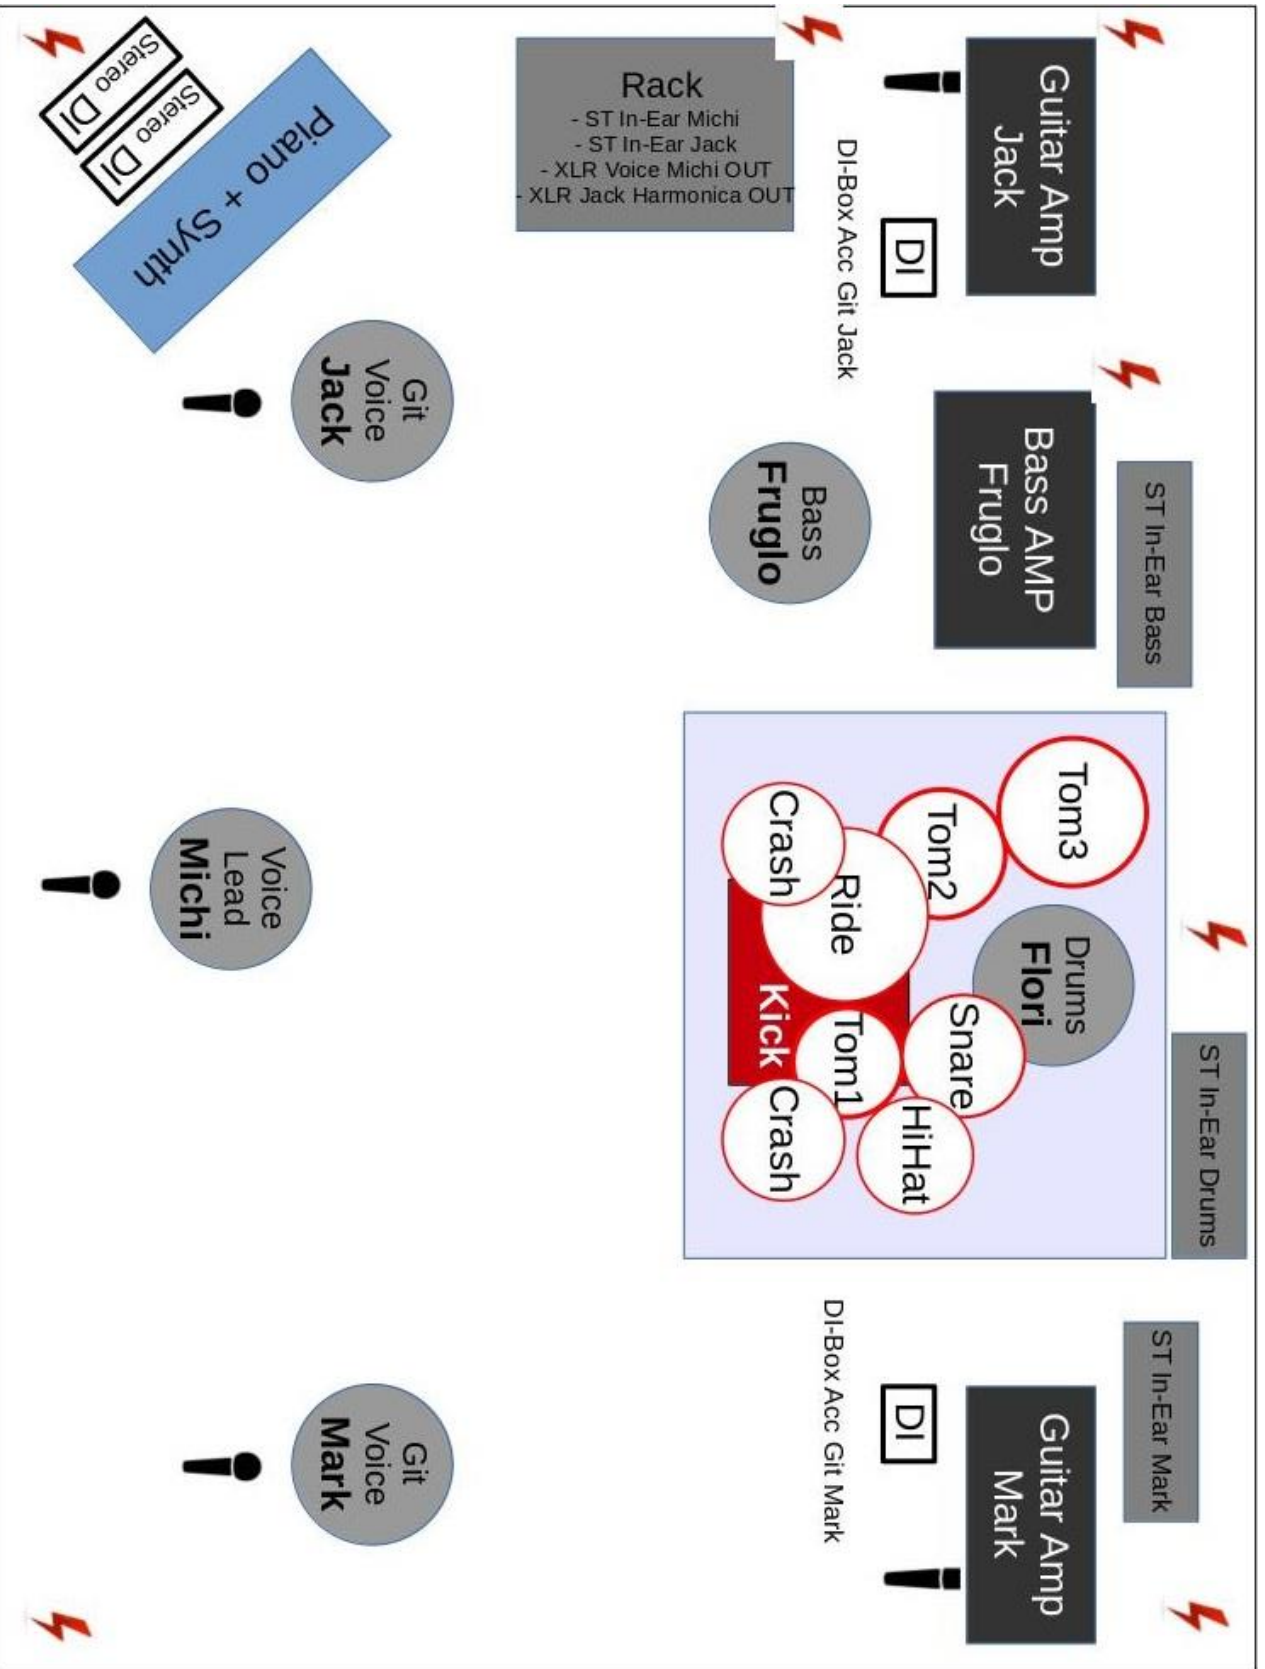 Stereo DI
Stereo DI
Piano + Synth
Rack
- ST In-Ear Michi
- ST In-Ear Jack
- XLR Voice Michi OUT
- XLR Jack Harmonica OUT
Guitar Amp
Jack
DI
DI-Box Acc Git Jack
Git
Voice
Jack
Bass
Fruglo
Bass AMP
Fruglo
ST In-Ear Bass
Voice
Lead
Michi
Tom3
Tom2
Crash
Ride
Drums
Flori
Kick
Snare
Tom1
HiHat
Crash
ST In-Ear Drums
Git
Voice
Mark
DI-Box Acc Git Mark
DI
Guitar Amp
Mark
ST In-Ear Mark